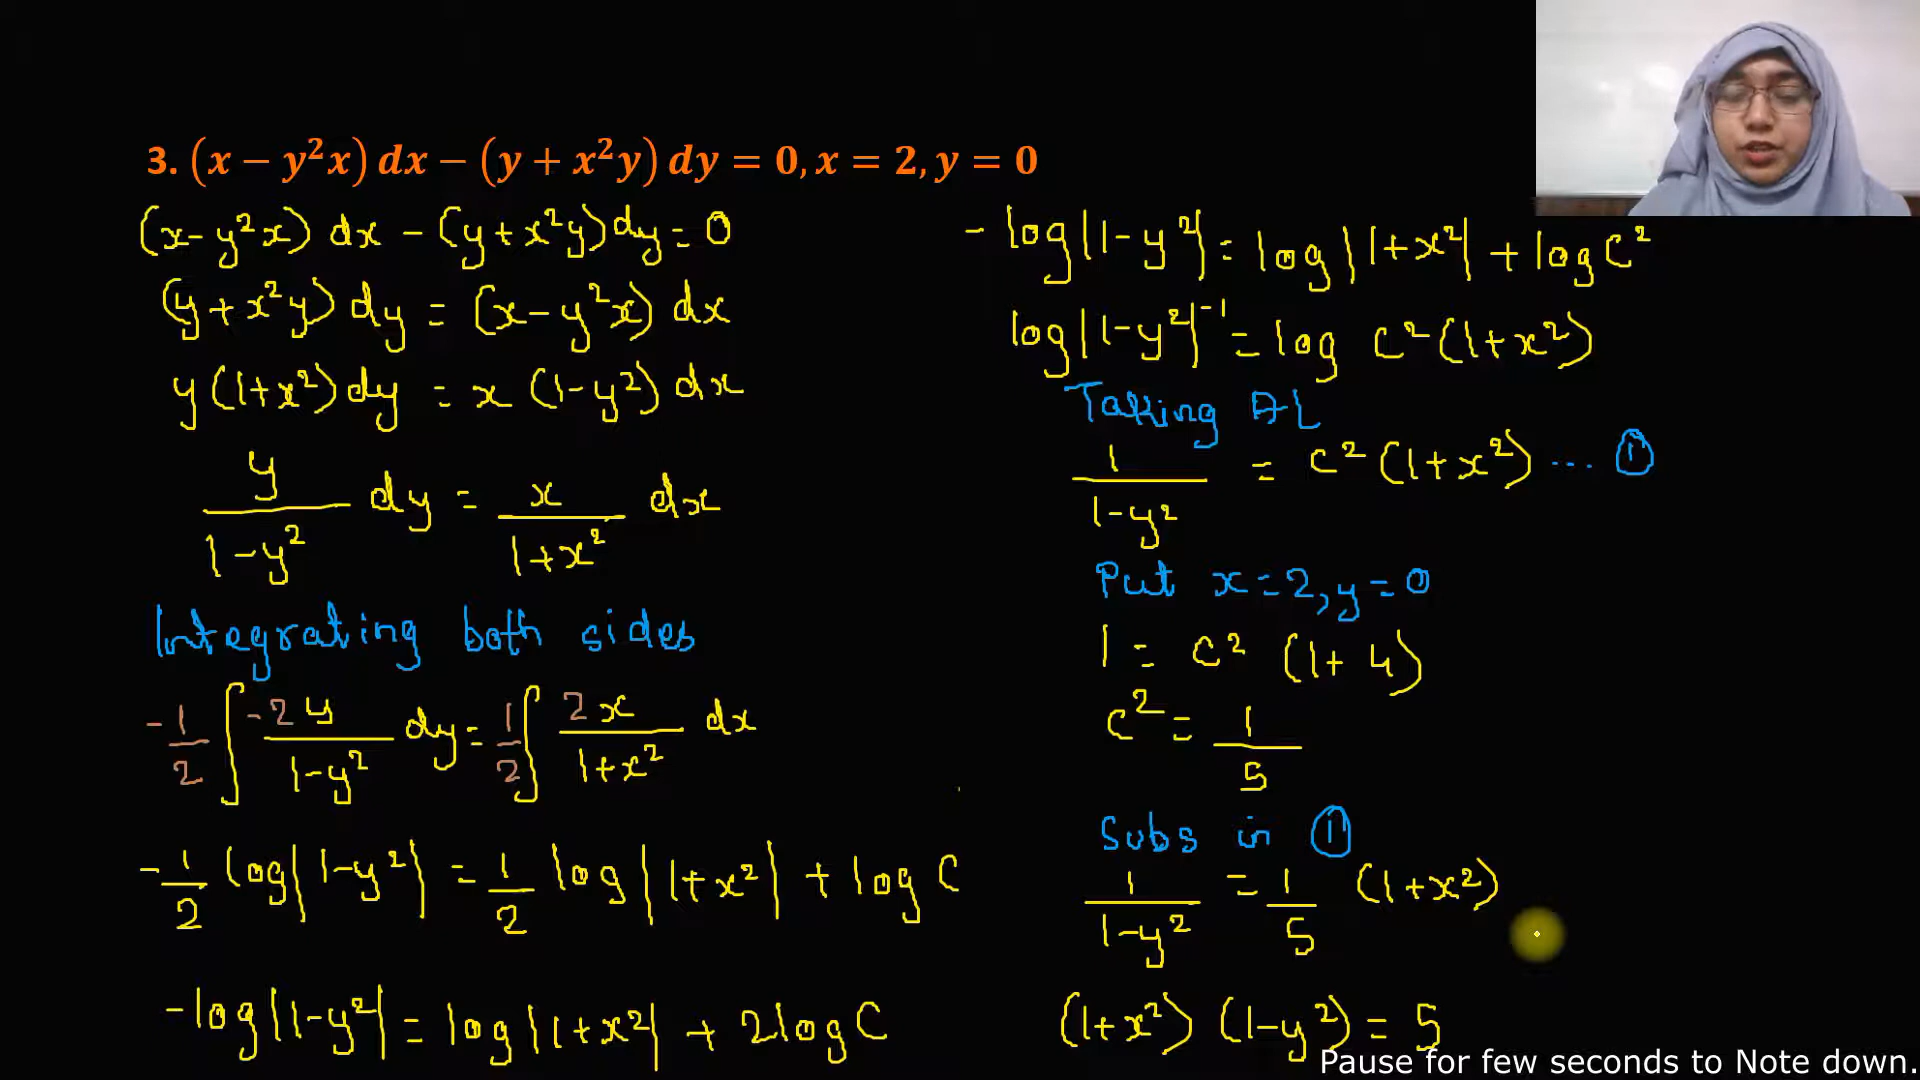 3. (x − y²x) dx − (y + x²y) dy = 0, x = 2, y = 0
(x-y²x) dx - (y+x²y)dy = 0
(y+x²y) dy = (x-y²x) dx
y(1+x²)dy = x (1-y²) dx
y/(1-y²) dy = x/(1+x²) dx
Integrating both sides
-1/2 ∫ -2y/(1-y²) dy = 1/2 ∫ 2x/(1+x²) dx
-1/2 log|1-y²| = 1/2 log|1+x²| + log C
-log|1-y²| = log|1+x²| + 2logC
- log|1-y²| = log|1+x²| + log C²
log|1-y²|⁻¹ = log c²(1+x²)
Taking AL
1/(1-y²) = c²(1+x²) ... ①
Put x=2, y=0
1 = c² (1+4)
c² = 1/5
Subs in ①
1/(1-y²) = 1/5 (1+x²)
(1+x²) (1-y²) = 5
Pause for few seconds to Note down.